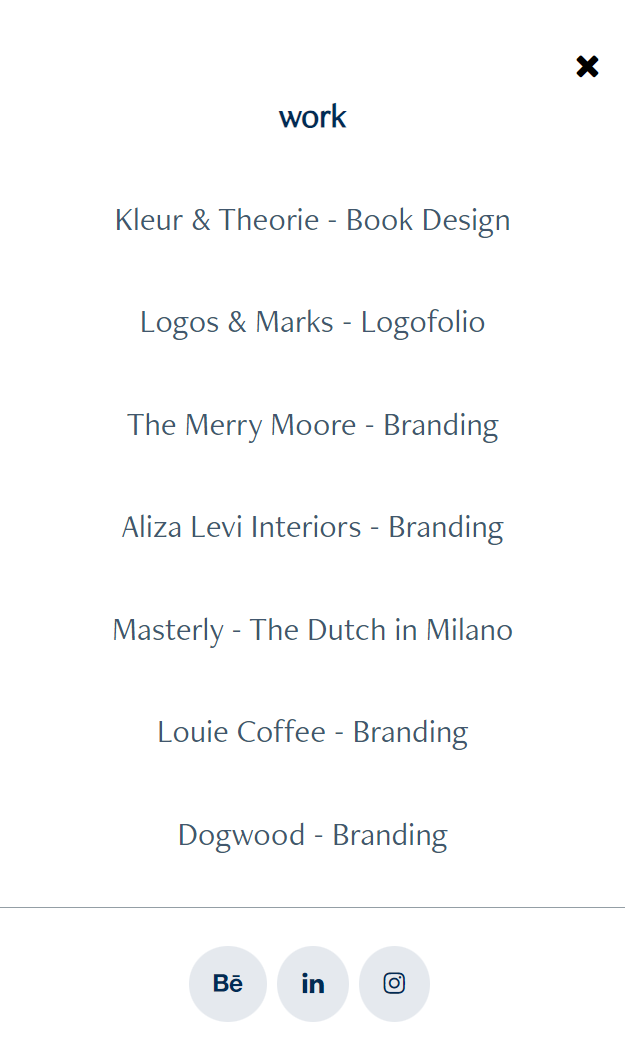 work
Kleur & Theorie - Book Design
Logos & Marks - Logofolio
The Merry Moore - Branding
Aliza Levi Interiors - Branding
Masterly - The Dutch in Milano
Louie Coffee - Branding
Dogwood - Branding
Bē
in